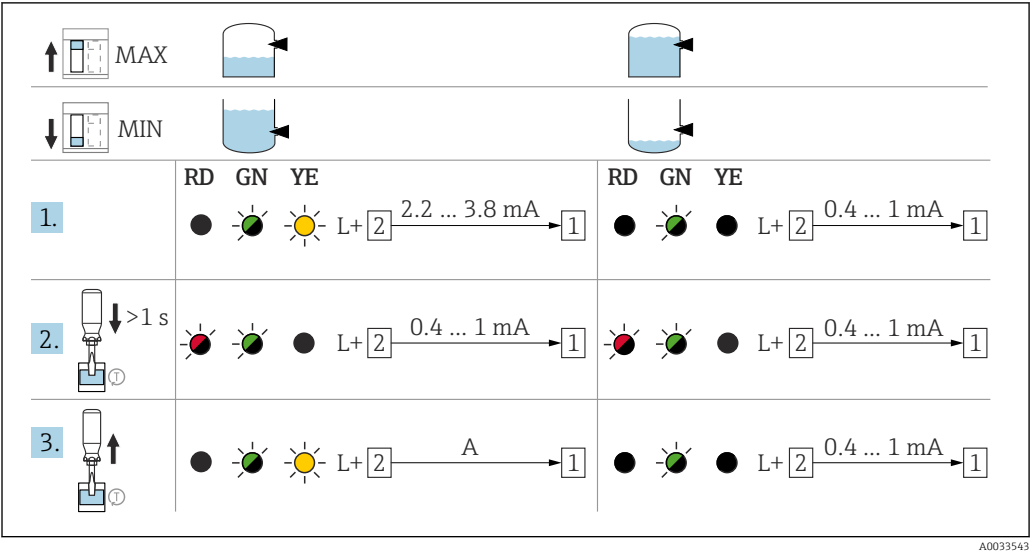 MAX
MIN
RD GN YE
RD GN YE
1.
L+ 2 2.2 ... 3.8 mA 1
L+ 2 0.4 ... 1 mA 1
2.
>1 s
T
L+ 2 0.4 ... 1 mA 1
L+ 2 0.4 ... 1 mA 1
3.
T
L+ 2 A 1
L+ 2 0.4 ... 1 mA 1
A0033543